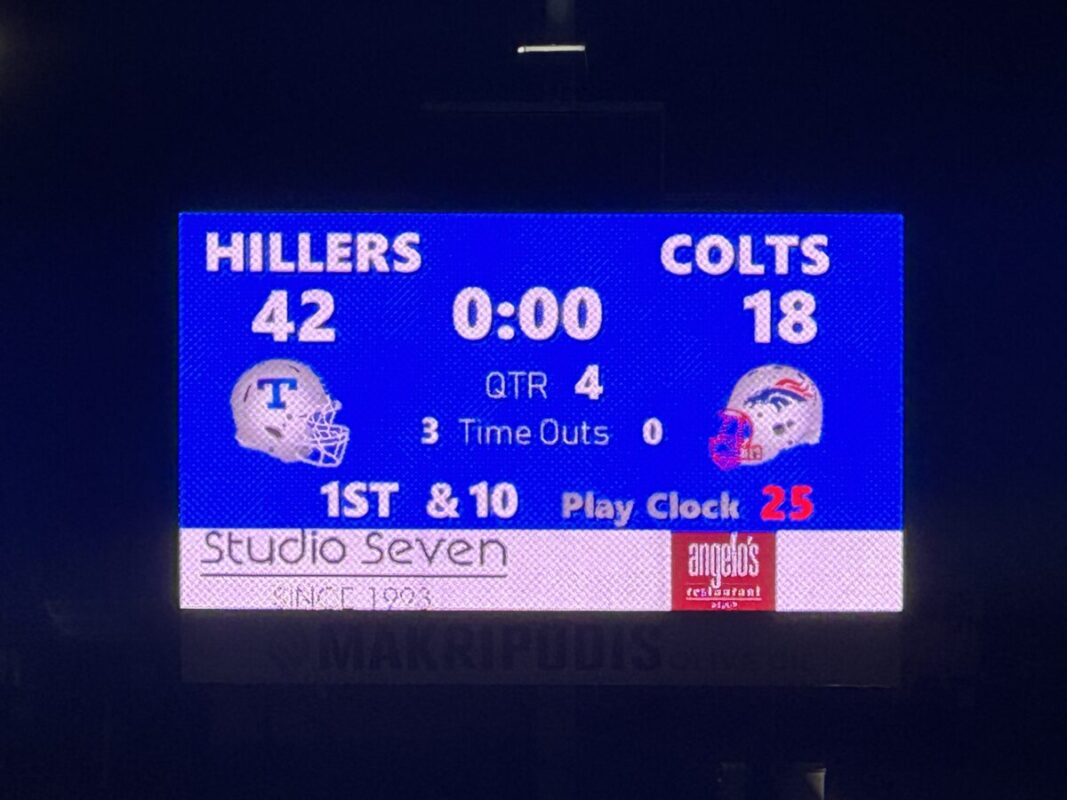 HILLERS COLTS
42 0:00 18
T
QTR 4
3 Time Outs 0
1ST & 10 Play Clock 25
Studio Seven
SINCE 1993
angelo's
restaurant
MAKRIPODIS